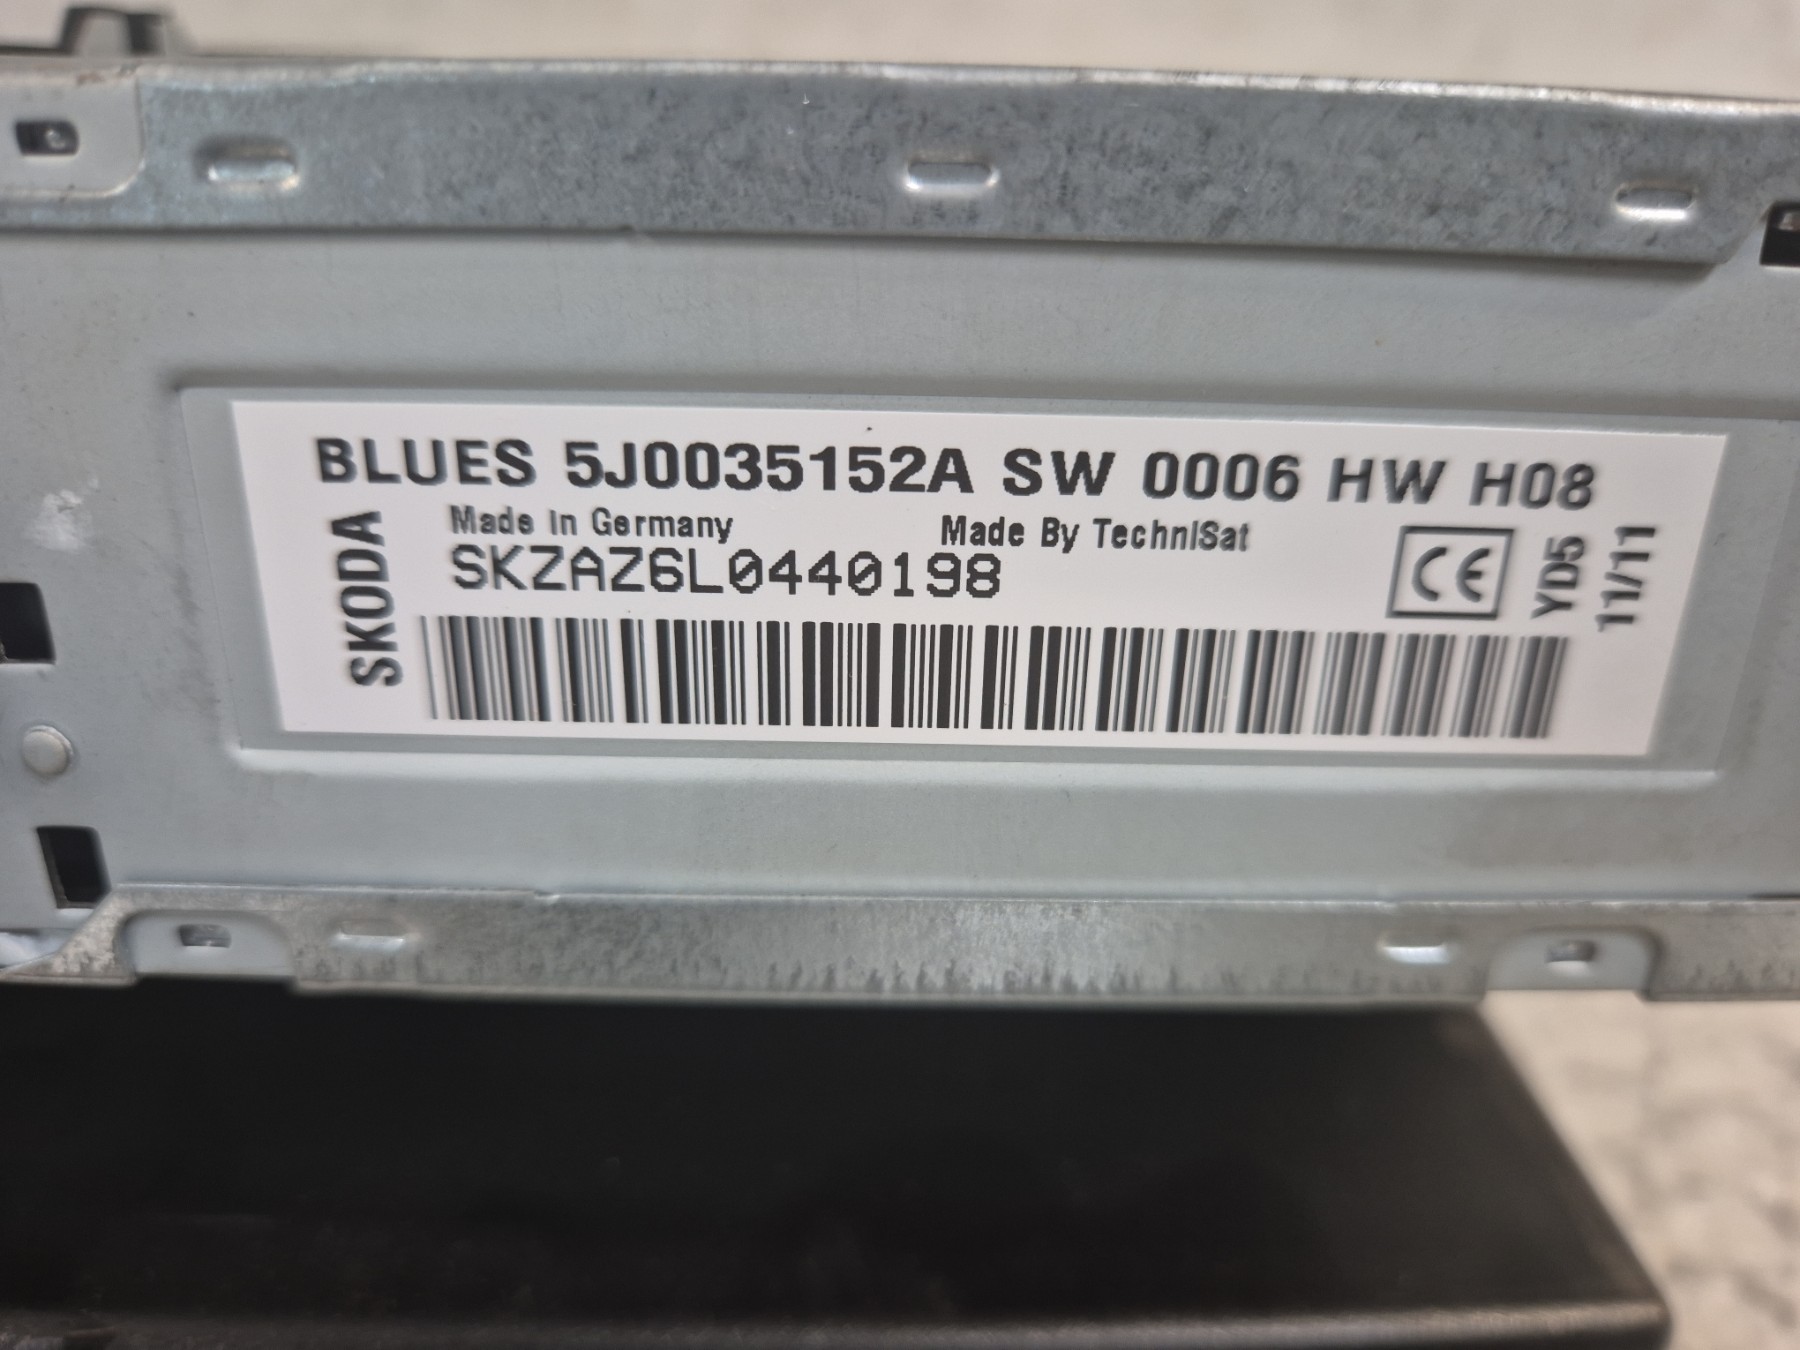 BLUES 5J0035152A SW 0006 HW H08
Made in Germany Made By TechniSat
SKZAZ6L0440198
SKODA
CE
YD5
11/11